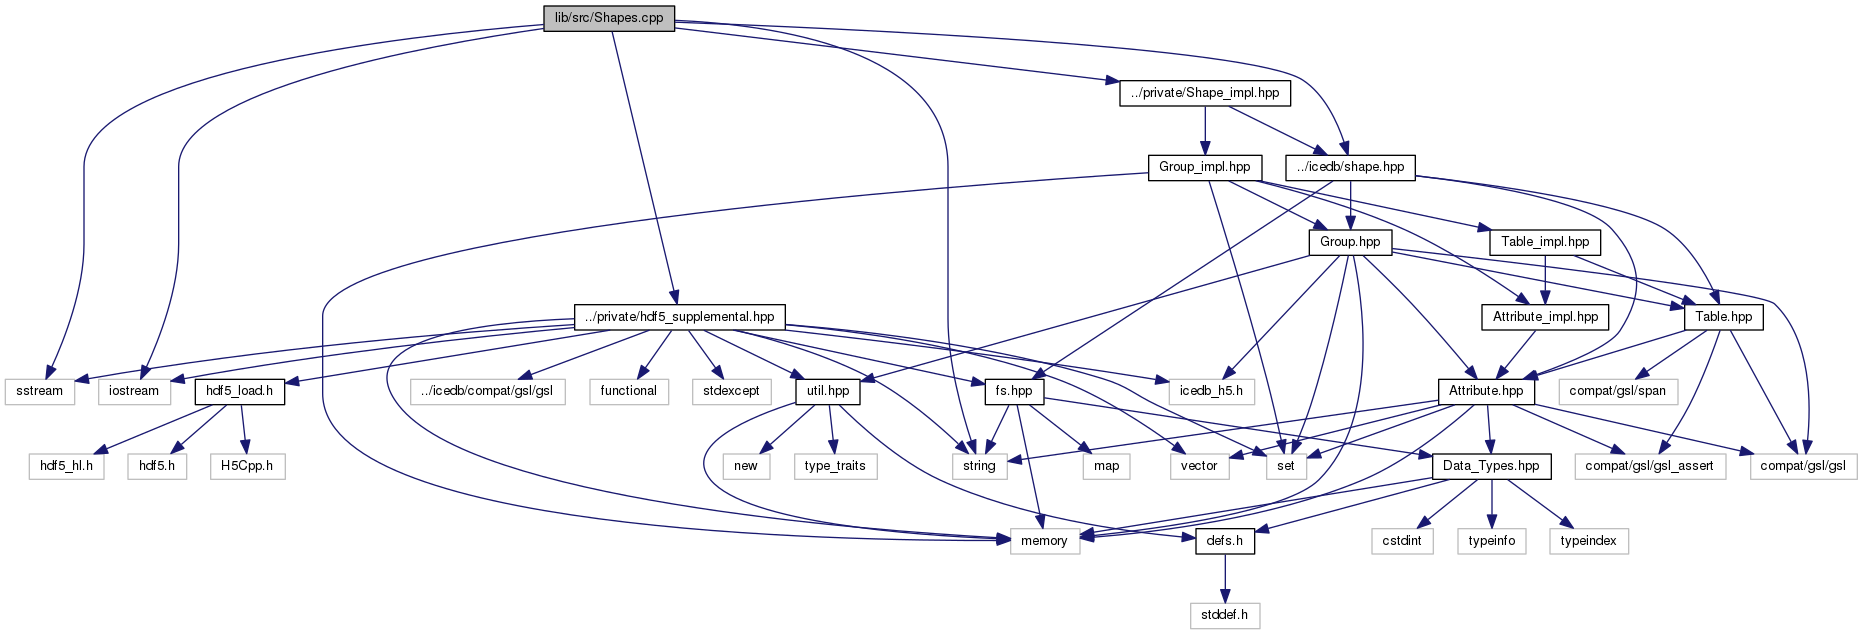 lib/src/Shapes.cpp
../private/Shape_impl.hpp
Group_impl.hpp
../icedb/shape.hpp
Group.hpp
Table_impl.hpp
../private/hdf5_supplemental.hpp
Attribute_impl.hpp
Table.hpp
sstream
iostream
hdf5_load.h
../icedb/compat/gsl/gsl
functional
stdexcept
util.hpp
fs.hpp
icedb_h5.h
Attribute.hpp
compat/gsl/span
hdf5_hl.h
hdf5.h
H5Cpp.h
new
type_traits
string
map
vector
set
Data_Types.hpp
compat/gsl/gsl_assert
compat/gsl/gsl
memory
defs.h
cstdint
typeinfo
typeindex
stddef.h